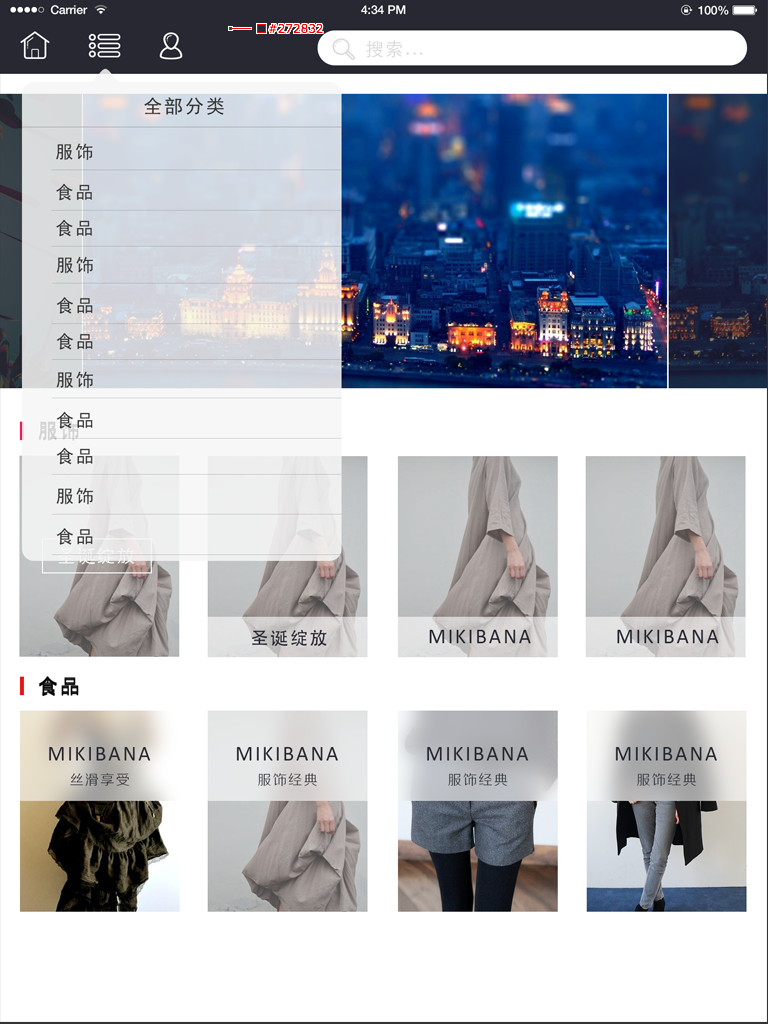 Carrier
4:34 PM
100%
#272832
搜索...
全部分类
服饰
食品
食品
服饰
食品
食品
服饰
食品
食品
服饰
食品
服饰
圣诞绽放
圣诞绽放
MIKIBANA
MIKIBANA
食品
MIKIBANA
丝滑享受
MIKIBANA
服饰经典
MIKIBANA
服饰经典
MIKIBANA
服饰经典